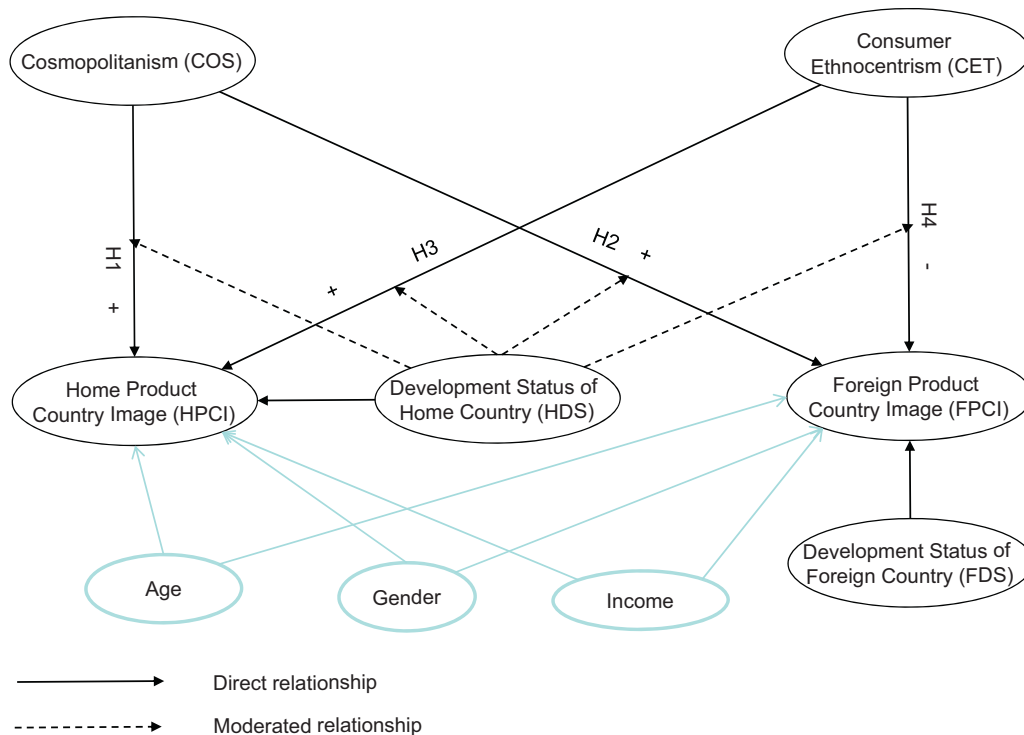 Cosmopolitanism (COS)
Consumer
Ethnocentrism (CET)
H1
+
H3
+
H2
+
H4
-
Home Product
Country Image (HPCI)
Development Status of
Home Country (HDS)
Foreign Product
Country Image (FPCI)
Age
Gender
Income
Development Status of
Foreign Country (FDS)
Direct relationship
Moderated relationship